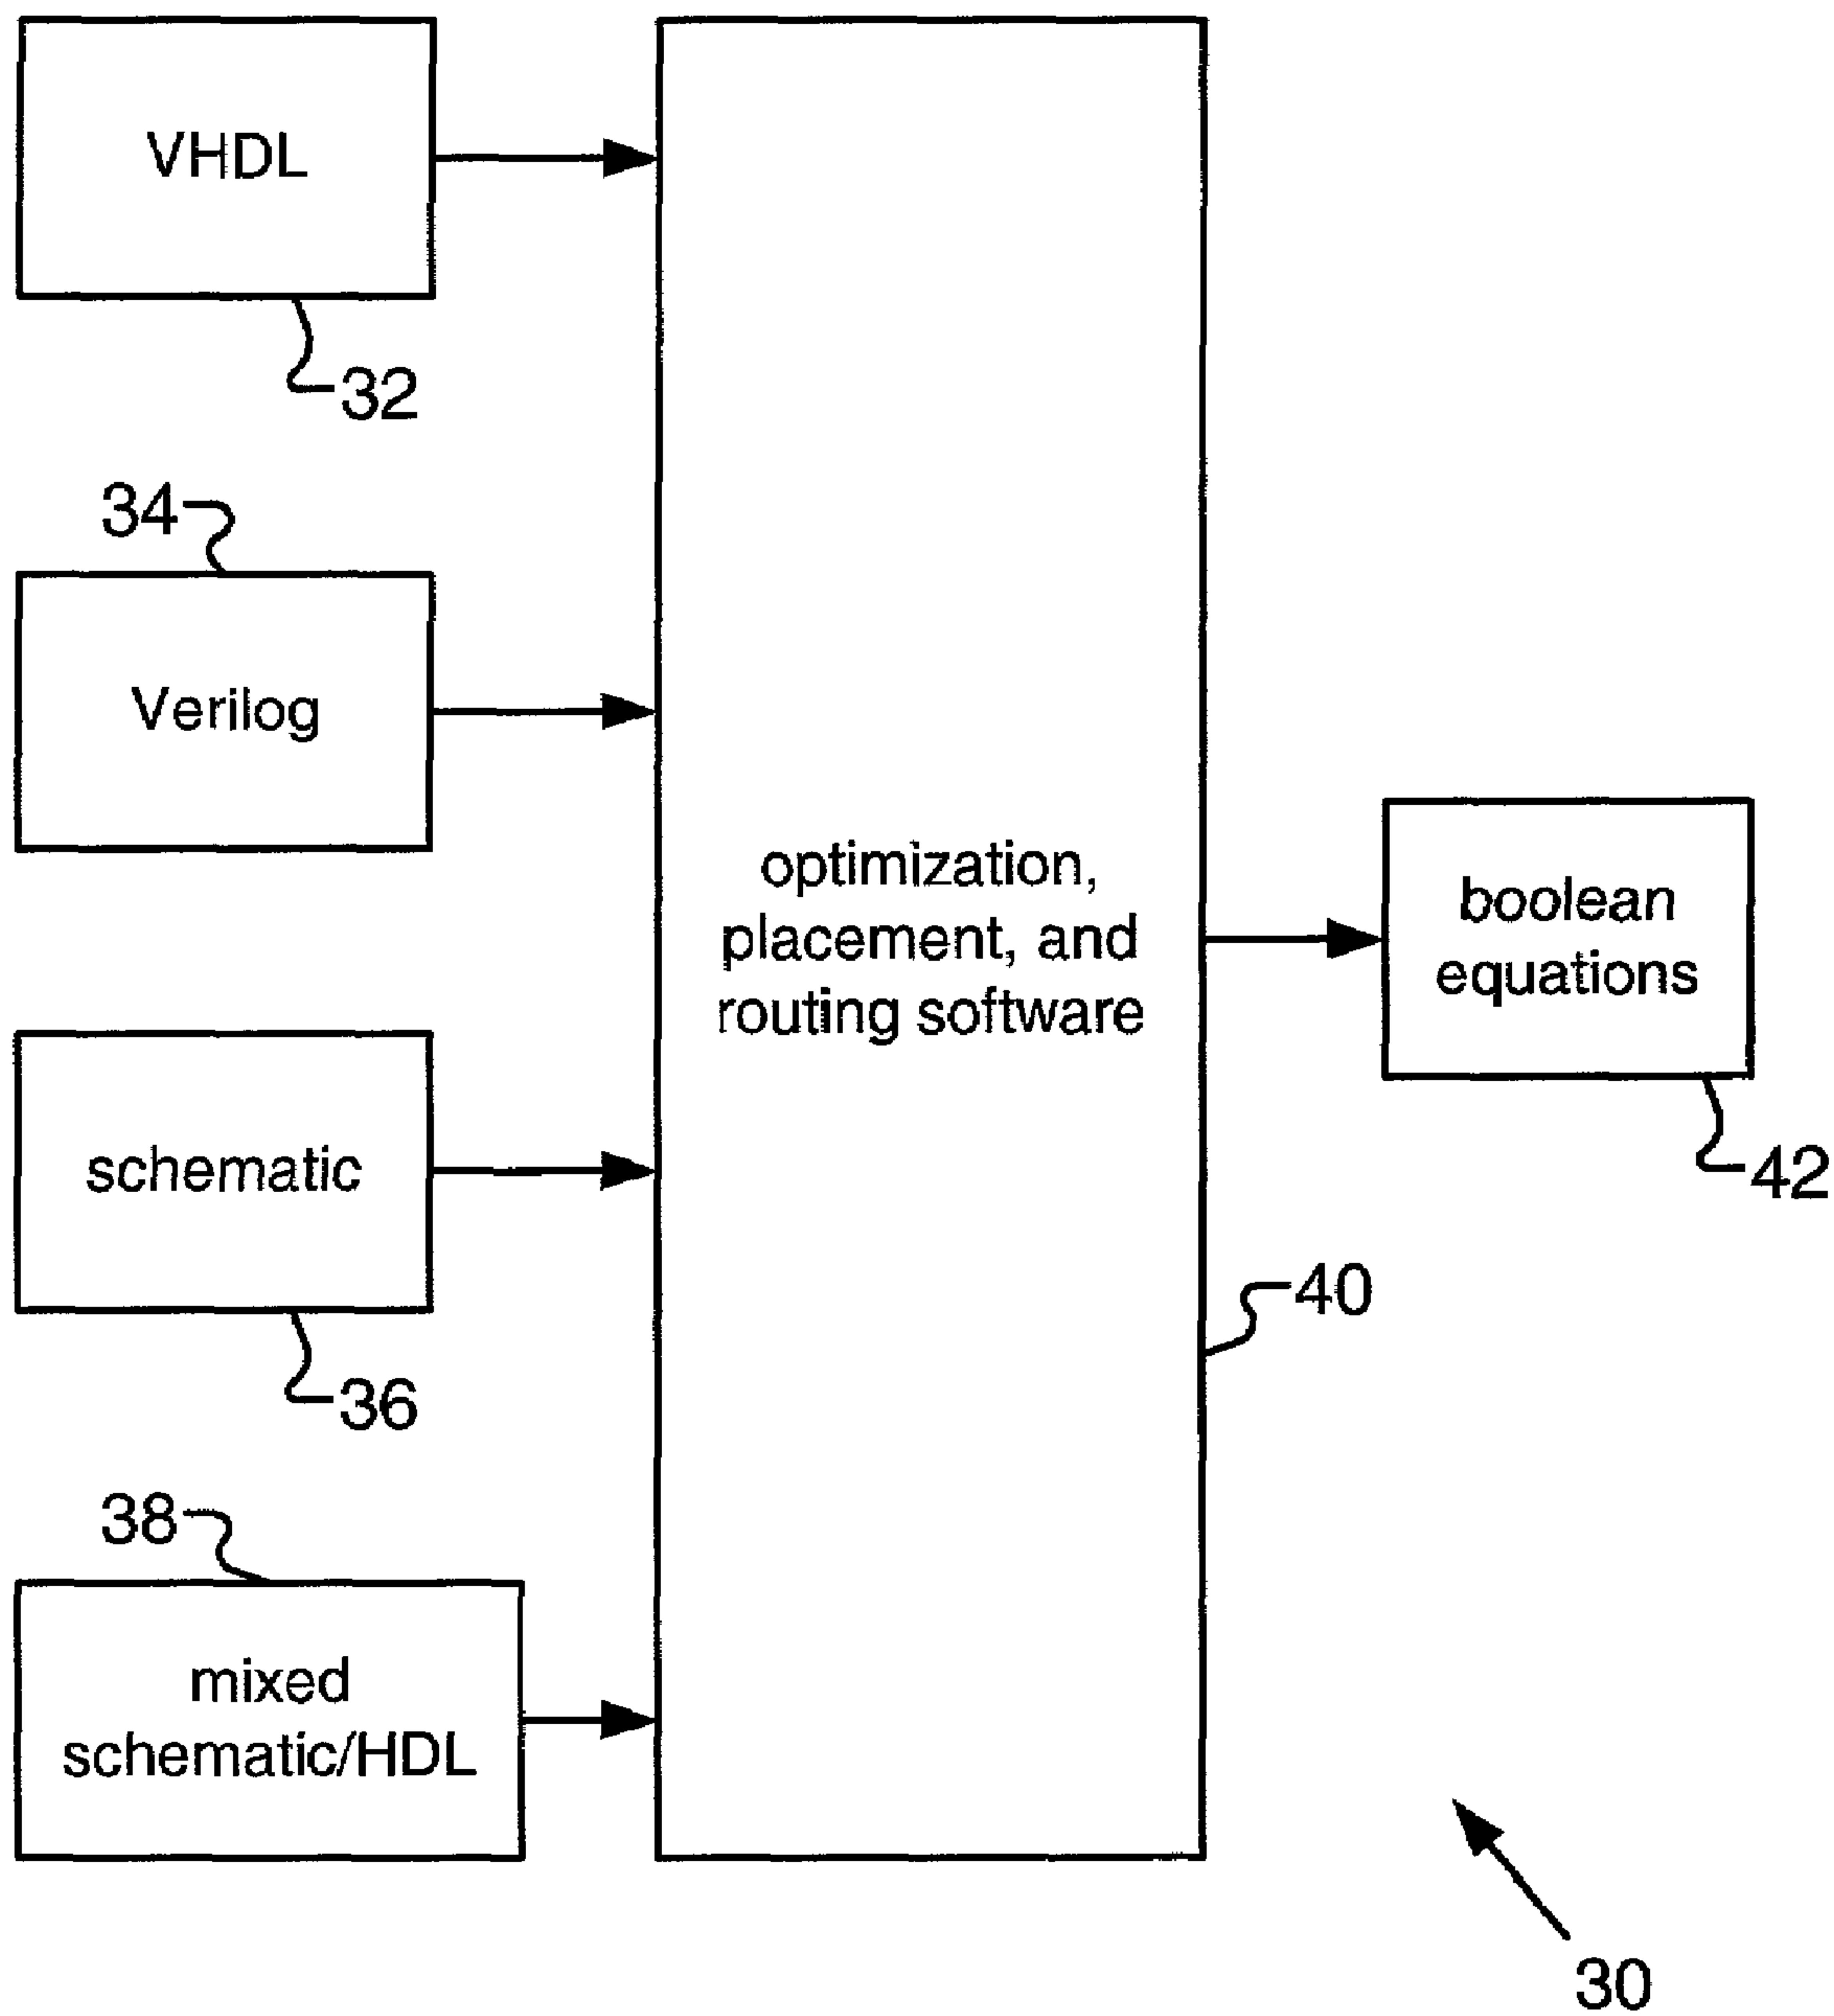 VHDL
32
34
Verilog
optimization,
placement, and
routing software
boolean
equations
42
schematic
36
40
38
mixed
schematic/HDL
30